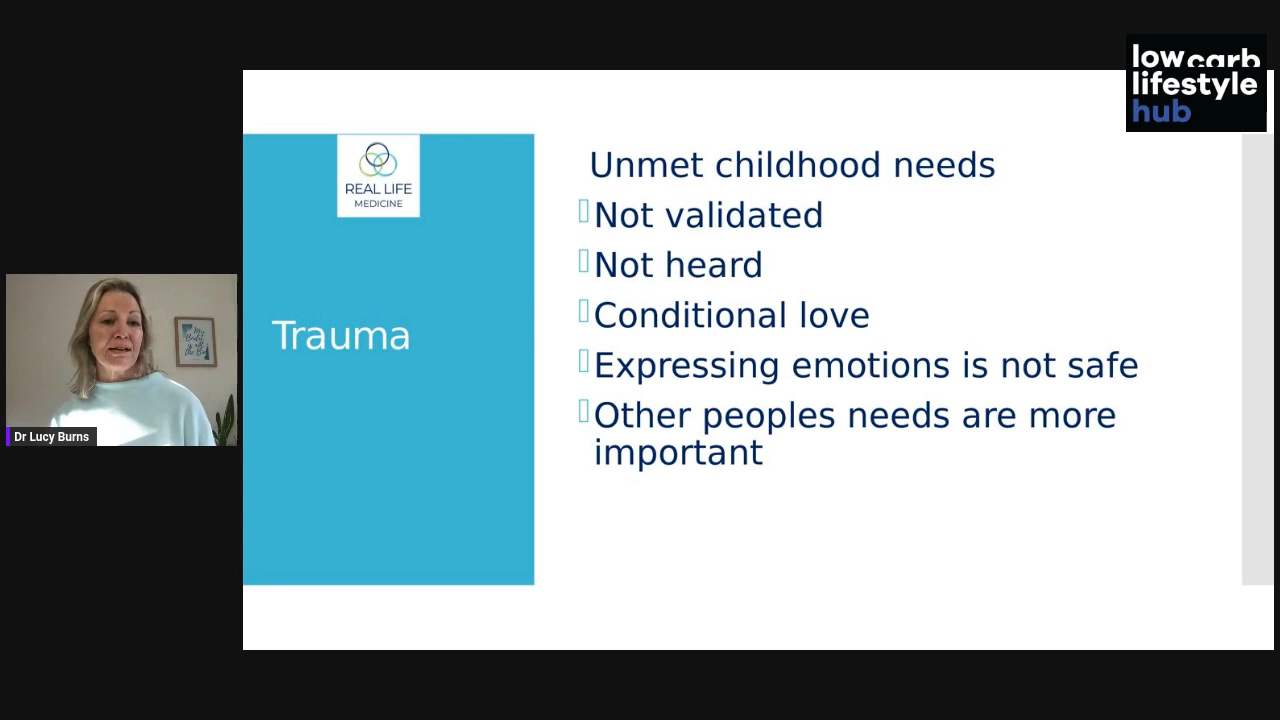 low carb
lifestyle
hub
REAL LIFE
MEDICINE
Trauma
Unmet childhood needs
Not validated
Not heard
Conditional love
Expressing emotions is not safe
Other peoples needs are more
important
Dr Lucy Burns